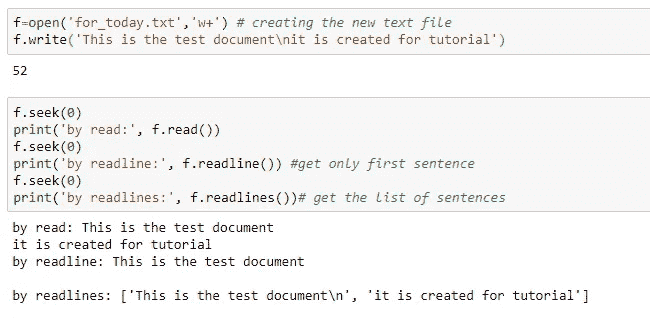 f=open('for_today.txt','w+') # creating the new text file
f.write('This is the test document\nit is created for tutorial')
52
f.seek(0)
print('by read:', f.read())
f.seek(0)
print('by readline:', f.readline()) #get only first sentence
f.seek(0)
print('by readlines:', f.readlines())# get the list of sentences
by read: This is the test document
it is created for tutorial
by readline: This is the test document
by readlines: ['This is the test document\n', 'it is created for tutorial']